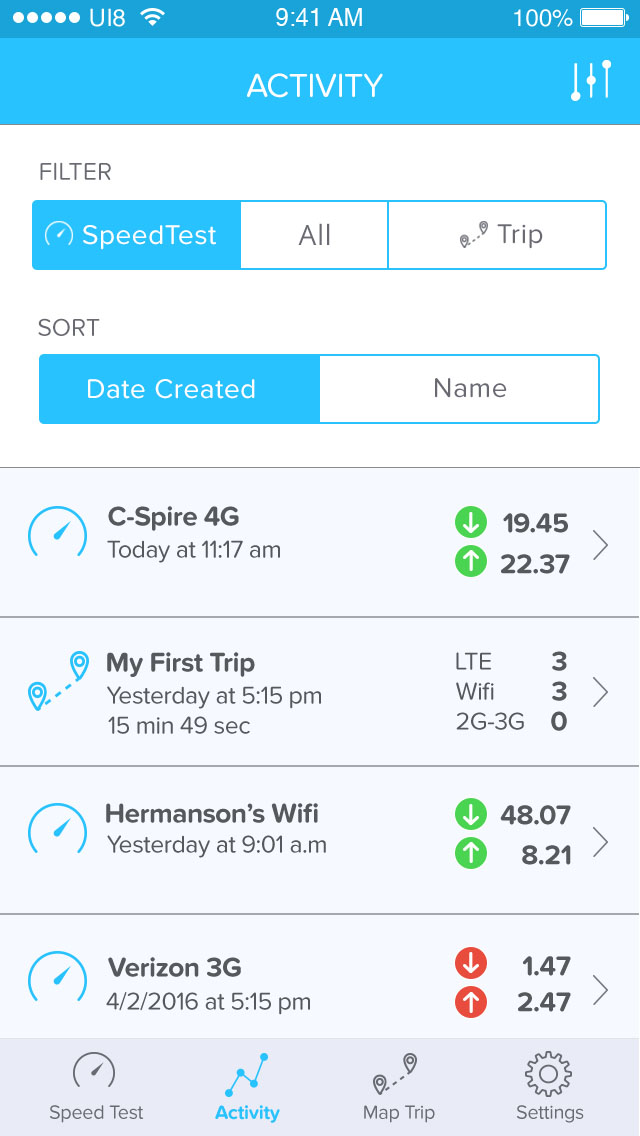 UI8 9:41 AM 100%
ACTIVITY
FILTER
SpeedTest All Trip
SORT
Date Created Name
C-Spire 4G 19.45
Today at 11:17 am 22.37
My First Trip LTE 3
Yesterday at 5:15 pm Wifi 3
15 min 49 sec 2G-3G 0
Hermanson's Wifi 48.07
Yesterday at 9:01 a.m 8.21
Verizon 3G 1.47
4/2/2016 at 5:15 pm 2.47
Speed Test Activity Map Trip Settings